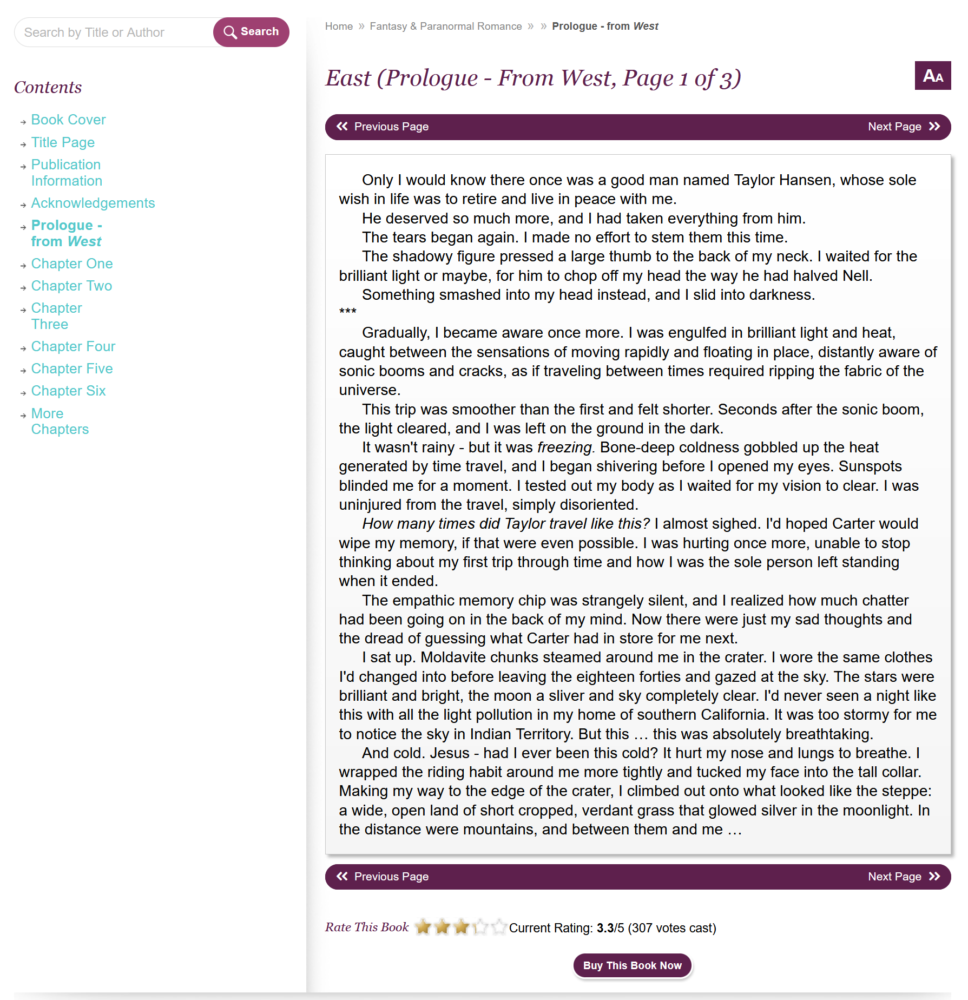 Search by Title or Author
Search
Contents
Book Cover
Title Page
Publication
Information
Acknowledgements
Prologue -
from West
Chapter One
Chapter Two
Chapter
Three
Chapter Four
Chapter Five
Chapter Six
More
Chapters
Home » Fantasy & Paranormal Romance » » Prologue - from West
East (Prologue - From West, Page 1 of 3)
AA
Previous Page
Next Page
Only I would know there once was a good man named Taylor Hansen, whose sole
wish in life was to retire and live in peace with me.
He deserved so much more, and I had taken everything from him.
The tears began again. I made no effort to stem them this time.
The shadowy figure pressed a large thumb to the back of my neck. I waited for the
brilliant light or maybe, for him to chop off my head the way he had halved Nell.
Something smashed into my head instead, and I slid into darkness.
***
Gradually, I became aware once more. I was engulfed in brilliant light and heat,
caught between the sensations of moving rapidly and floating in place, distantly aware of
sonic booms and cracks, as if traveling between times required ripping the fabric of the
universe.
This trip was smoother than the first and felt shorter. Seconds after the sonic boom,
the light cleared, and I was left on the ground in the dark.
It wasn't rainy - but it was freezing. Bone-deep coldness gobbled up the heat
generated by time travel, and I began shivering before I opened my eyes. Sunspots
blinded me for a moment. I tested out my body as I waited for my vision to clear. I was
uninjured from the travel, simply disoriented.
How many times did Taylor travel like this? I almost sighed. I'd hoped Carter would
wipe my memory, if that were even possible. I was hurting once more, unable to stop
thinking about my first trip through time and how I was the sole person left standing
when it ended.
The empathic memory chip was strangely silent, and I realized how much chatter
had been going on in the back of my mind. Now there were just my sad thoughts and
the dread of guessing what Carter had in store for me next.
I sat up. Moldavite chunks steamed around me in the crater. I wore the same clothes
I'd changed into before leaving the eighteen forties and gazed at the sky. The stars were
brilliant and bright, the moon a sliver and sky completely clear. I'd never seen a night like
this with all the light pollution in my home of southern California. It was too stormy for me
to notice the sky in Indian Territory. But this … this was absolutely breathtaking.
And cold. Jesus - had I ever been this cold? It hurt my nose and lungs to breathe. I
wrapped the riding habit around me more tightly and tucked my face into the tall collar.
Making my way to the edge of the crater, I climbed out onto what looked like the steppe:
a wide, open land of short cropped, verdant grass that glowed silver in the moonlight. In
the distance were mountains, and between them and me …
Previous Page
Next Page
Rate This Book
Current Rating: 3.3/5 (307 votes cast)
Buy This Book Now